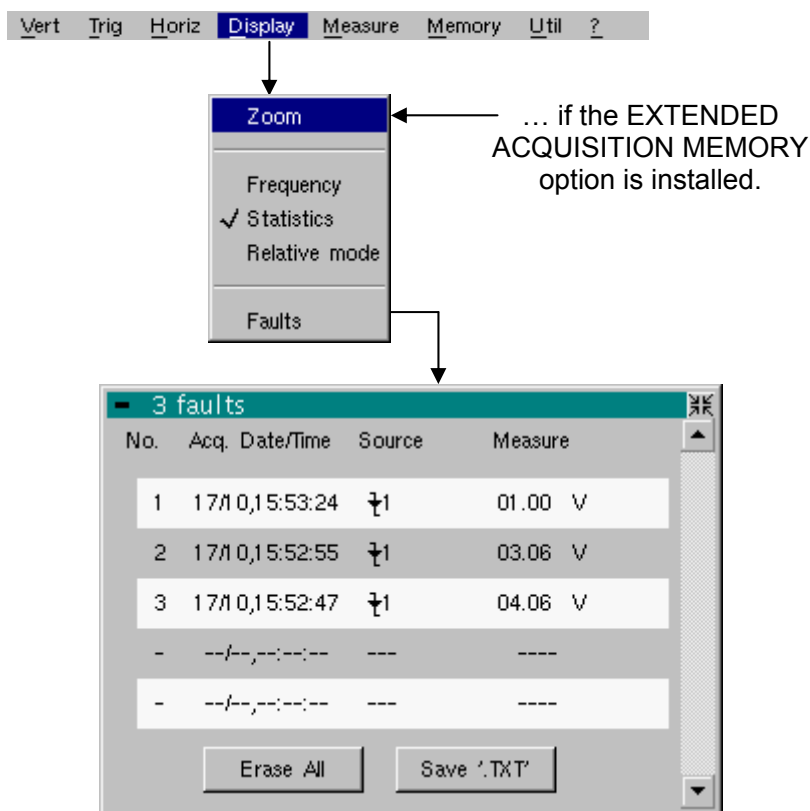 Vert Trig Horiz Display Measure Memory Util ?
Zoom
… if the EXTENDED
ACQUISITION MEMORY
option is installed.
Frequency
✓ Statistics
Relative mode
Faults
3 faults
No. Acq. Date/Time Source Measure
1 17/10,15:53:24 1 01.00 V
2 17/10,15:52:55 1 03.06 V
3 17/10,15:52:47 1 04.06 V
- --/--,--:--:-- --- ----
- --/--,--:--:-- --- ----
Erase All Save '.TXT'